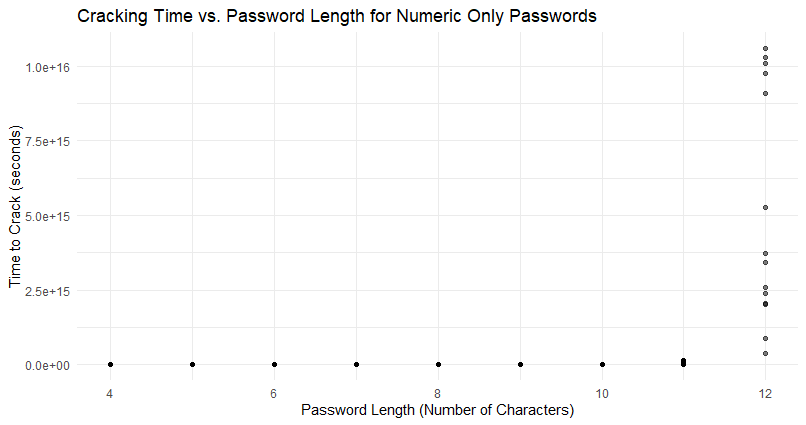 Cracking Time vs. Password Length for Numeric Only Passwords
Time to Crack (seconds)
1.0e+16
7.5e+15
5.0e+15
2.5e+15
0.0e+00
4 6 8 10 12
Password Length (Number of Characters)